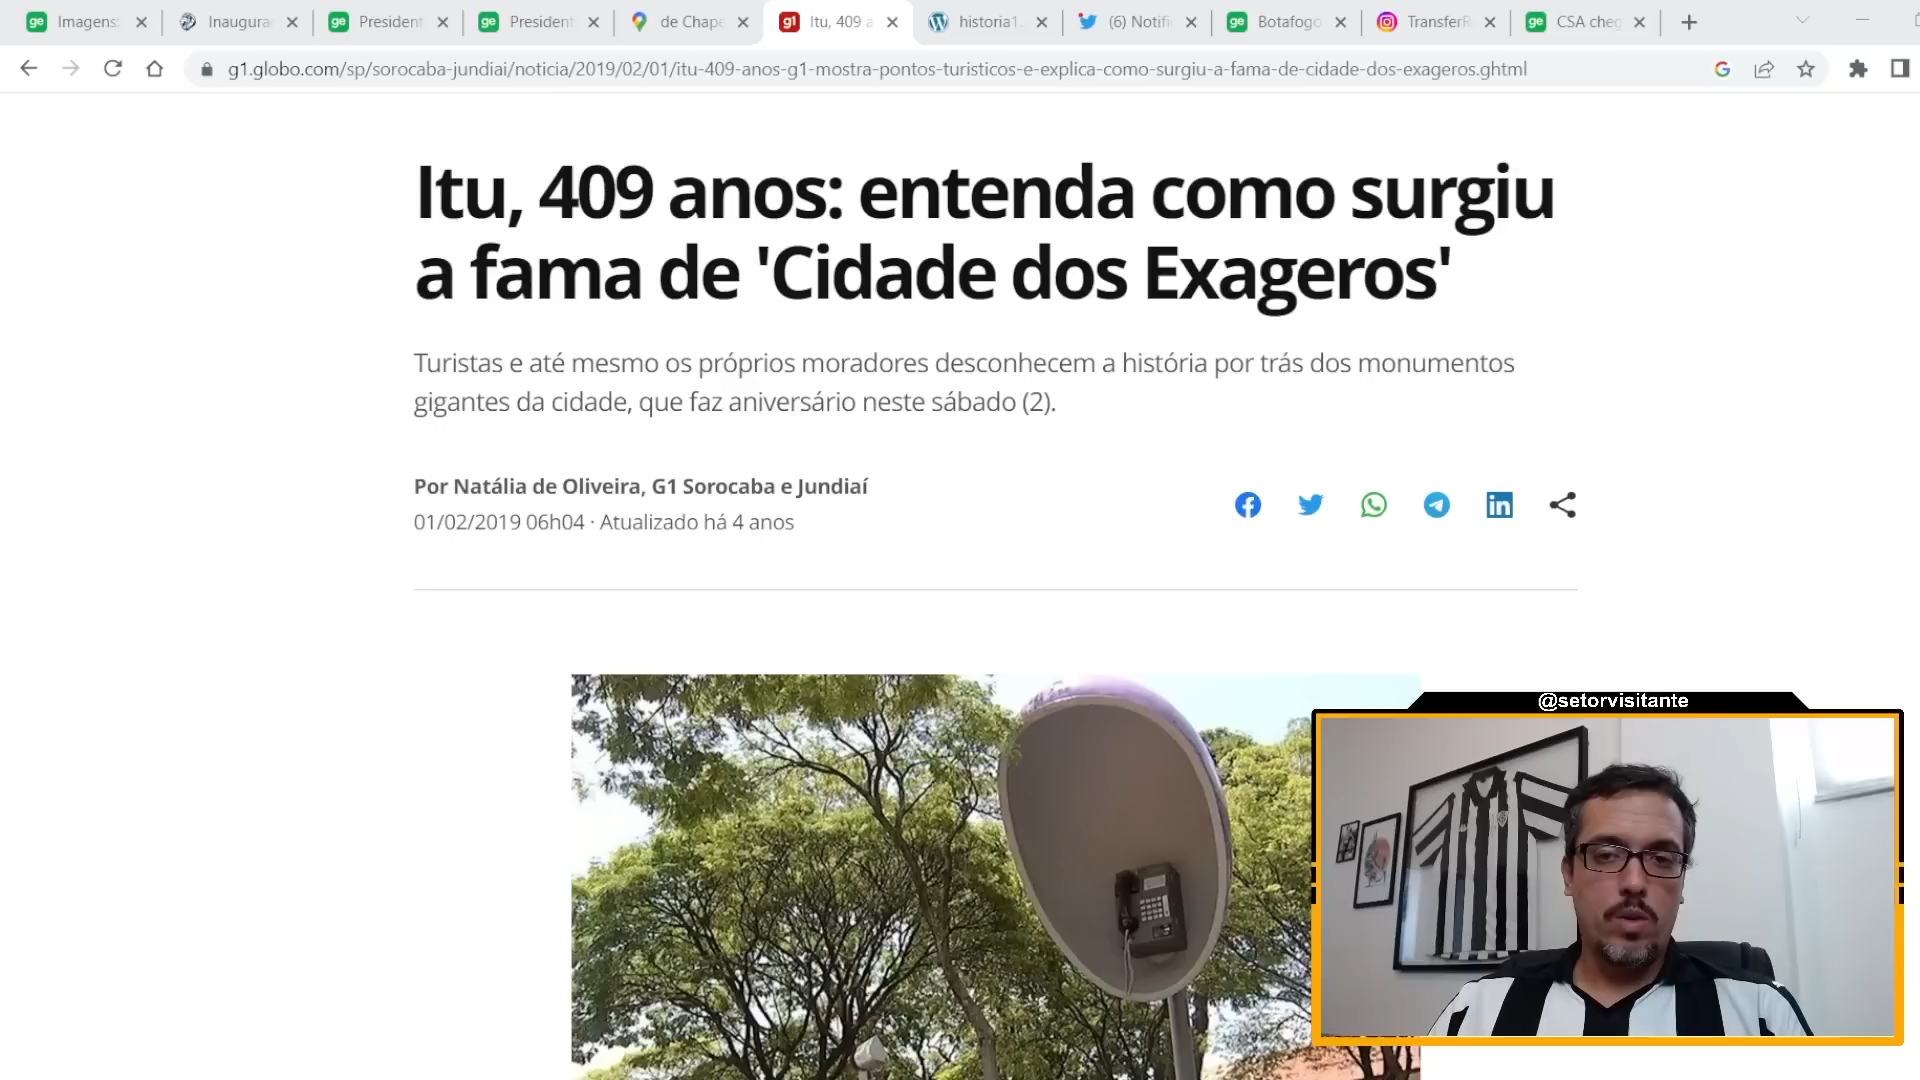 Imagens:
Inaugura
President
President
de Chape
Itu, 409 a
historia1.
(6) Notifi
Botafogo
TransferR
CSA cheg
g1.globo.com/sp/sorocaba-jundiai/noticia/2019/02/01/itu-409-anos-g1-mostra-pontos-turisticos-e-explica-como-surgiu-a-fama-de-cidade-dos-exageros.ghtml
Itu, 409 anos: entenda como surgiu
a fama de 'Cidade dos Exageros'
Turistas e até mesmo os próprios moradores desconhecem a história por trás dos monumentos
gigantes da cidade, que faz aniversário neste sábado (2).
Por Natália de Oliveira, G1 Sorocaba e Jundiaí
01/02/2019 06h04 · Atualizado há 4 anos
@setorvisitante